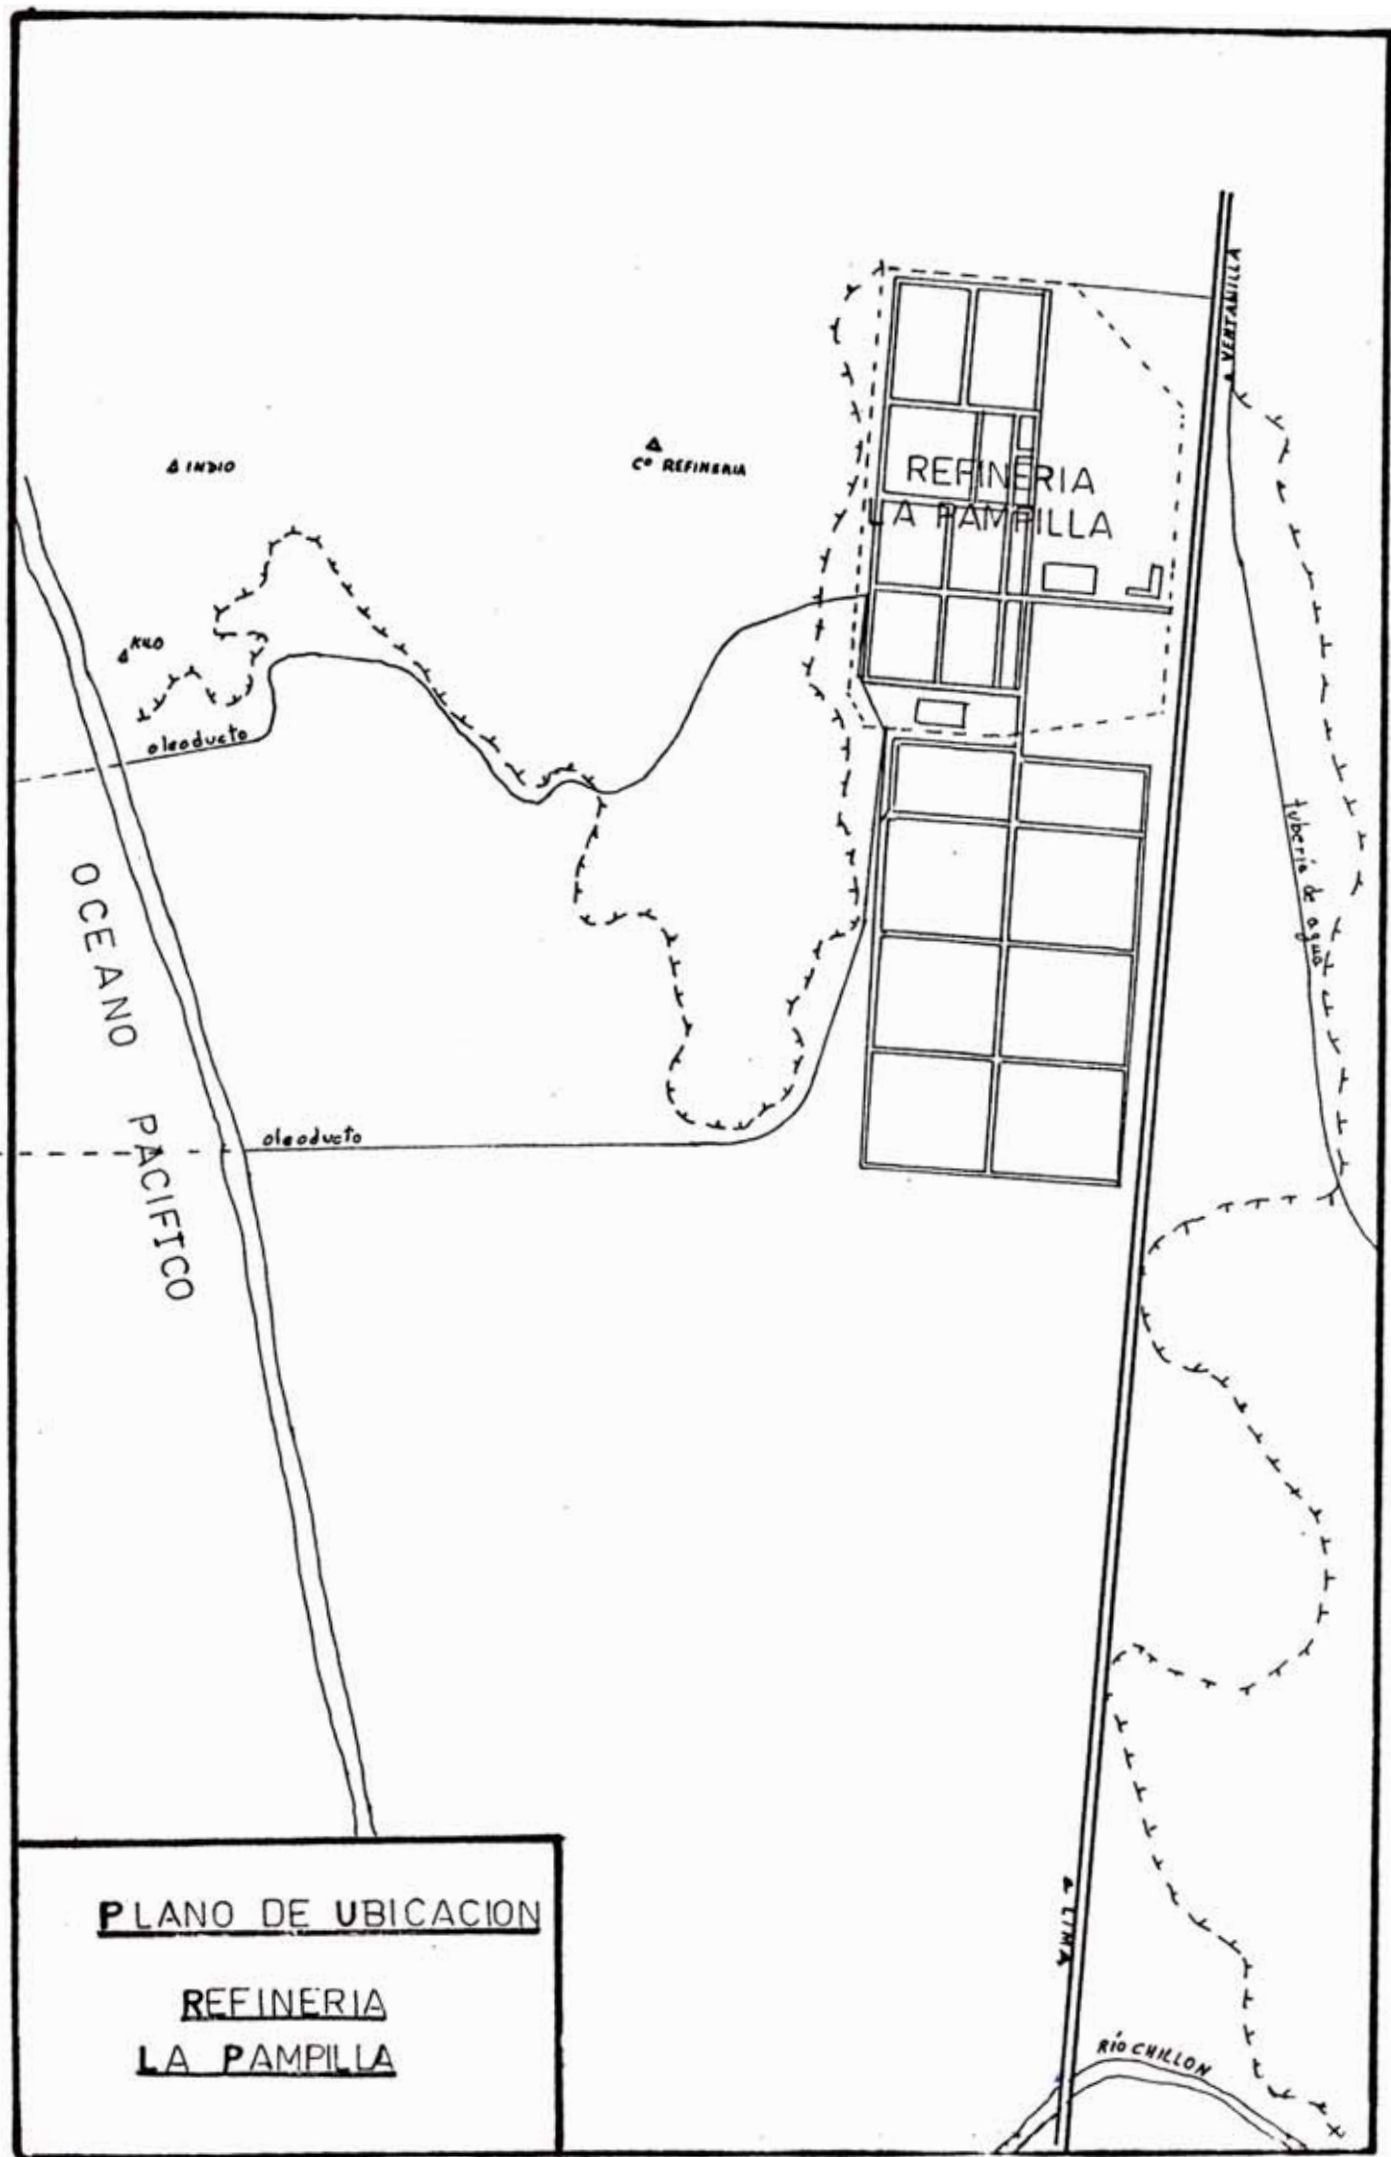 a VENTANILLA
INDIO
Cº REFINERIA
REFINERIA
LA PAMPILLA
KILO
oleoducto
tubería de agua
OCEANO PACIFICO
oleoducto
a LIMA
RÍO CHILLON
PLANO DE UBICACION
REFINERIA
LA PAMPILLA